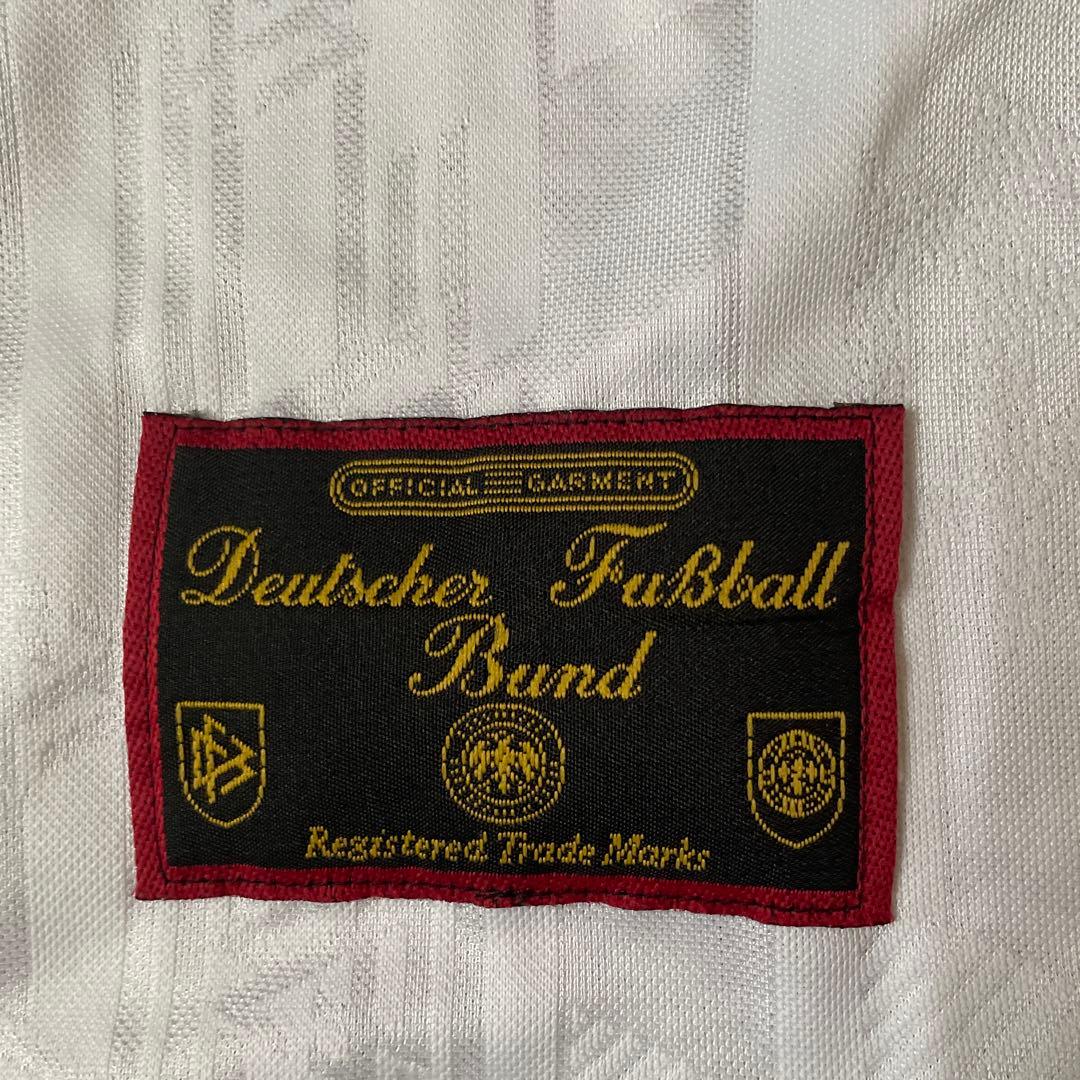 OFFICIAL GARMENT
Deutscher Fußball
Bund
Registered Trade Marks